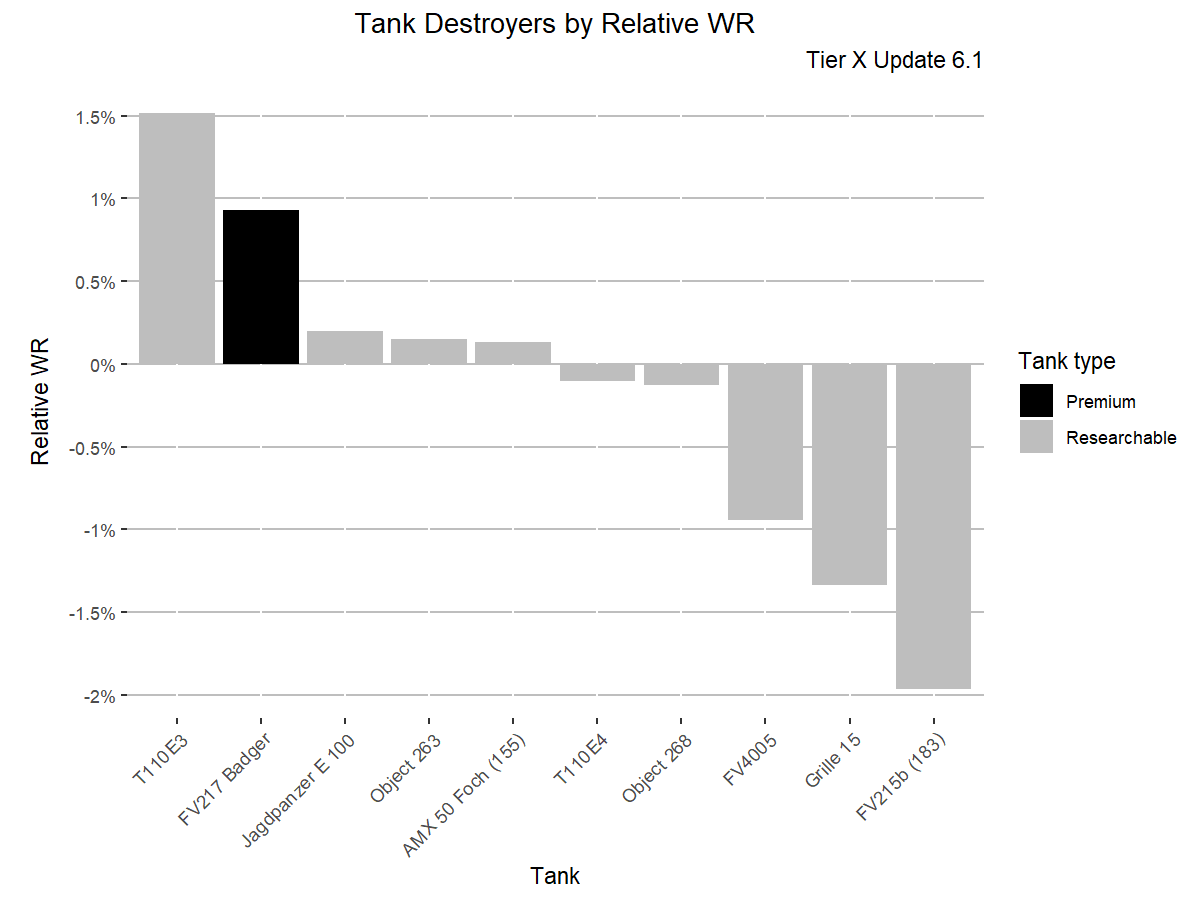 Tank Destroyers by Relative WR
Tier X Update 6.1
1.5%
1%
0.5%
0%
-0.5%
-1%
-1.5%
-2%
Relative WR
T110E3
FV217 Badger
Jagdpanzer E 100
Object 263
AMX 50 Foch (155)
T110E4
Object 268
FV4005
Grille 15
FV215b (183)
Tank
Tank type
Premium
Researchable